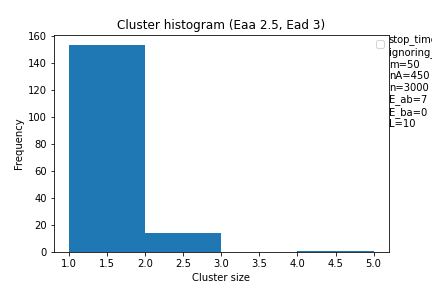 Cluster histogram (Eaa 2.5, Ead 3)
160
140
120
100
80
60
40
20
0
Frequency
1.0 1.5 2.0 2.5 3.0 3.5 4.0 4.5 5.0
Cluster size
stop_time
ignoring_
m=50
nA=450
n=3000
E_ab=7
E_ba=0
L=10